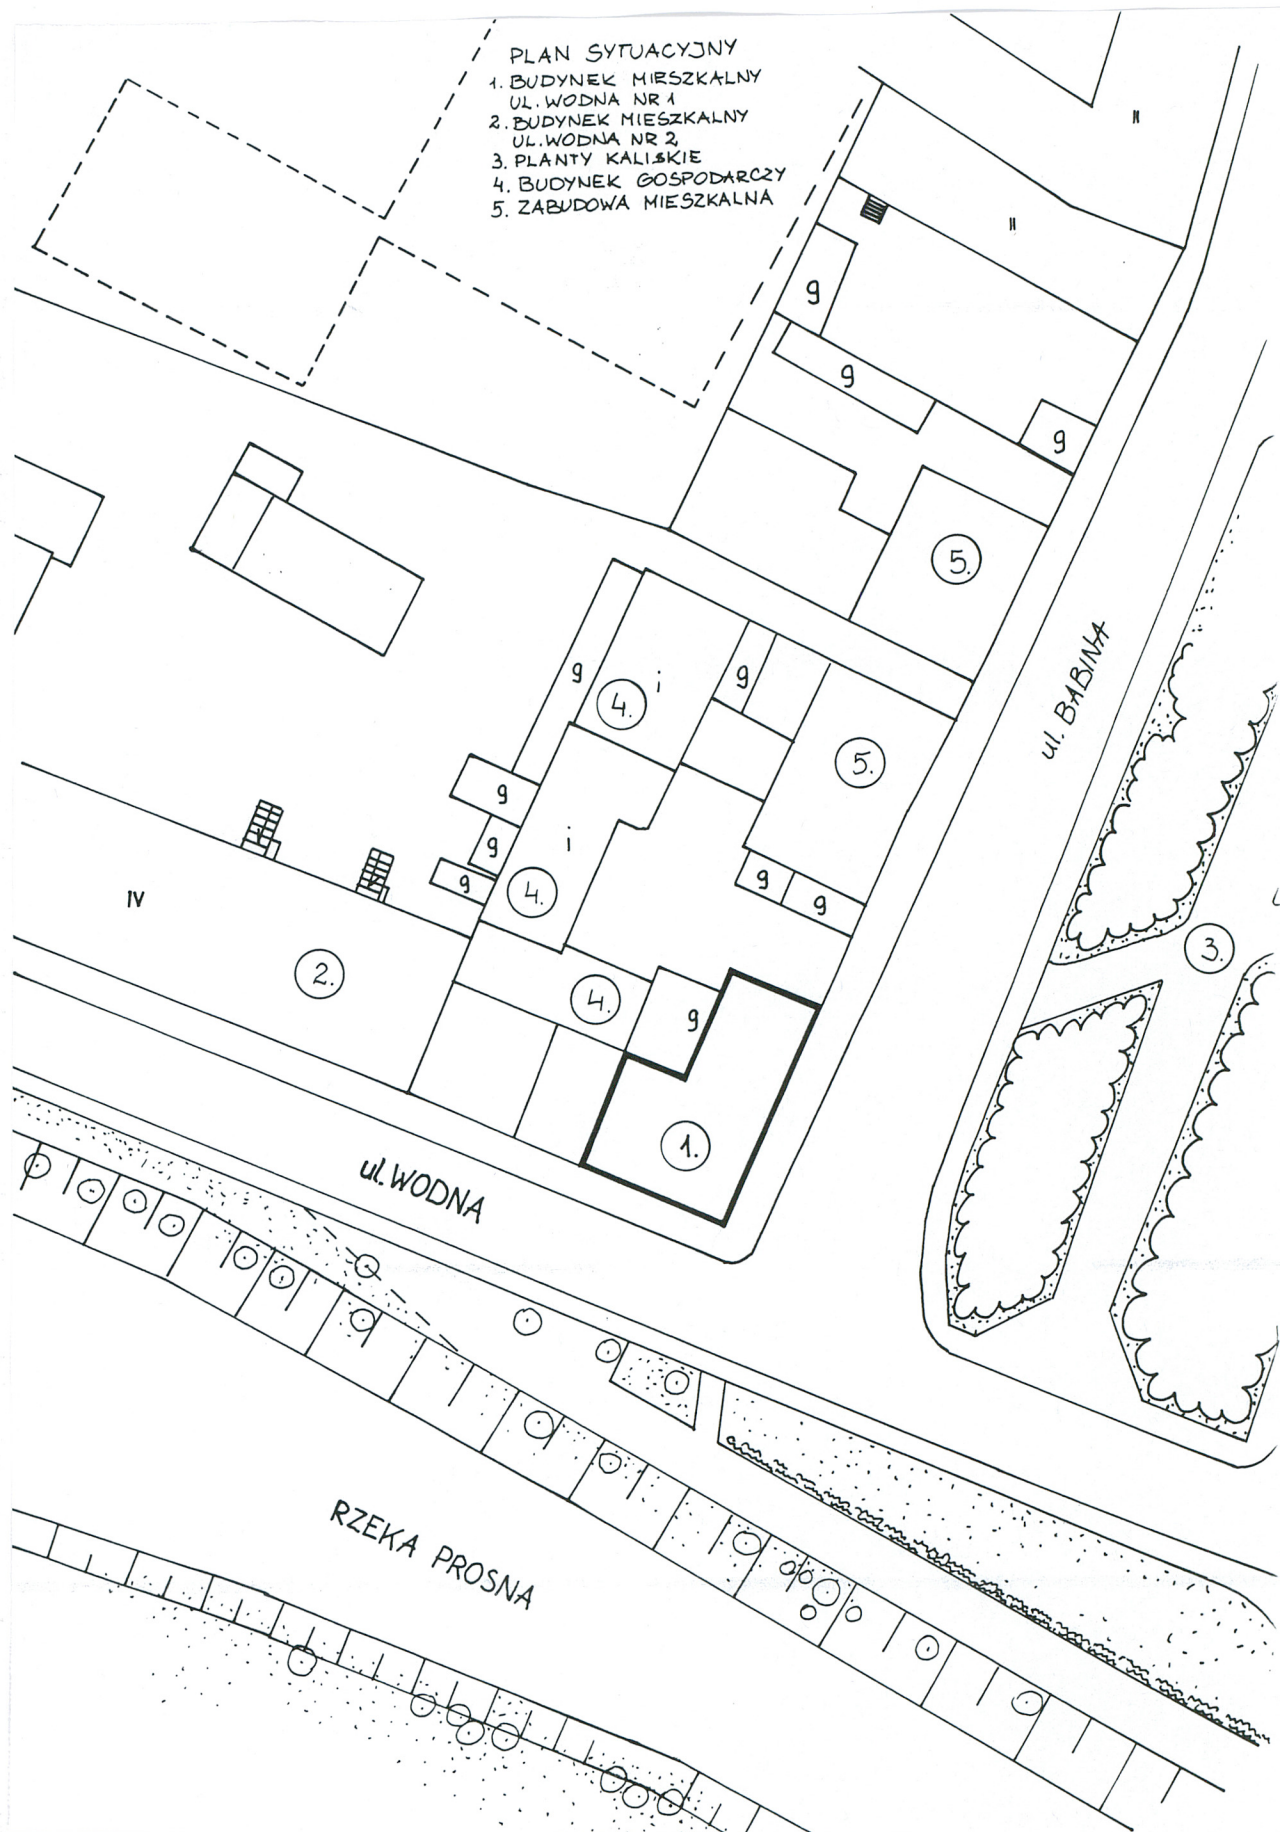 PLAN SYTUACYJNY
1. BUDYNEK MIESZKALNY
UL. WODNA NR 1
2. BUDYNEK MIESZKALNY
UL. WODNA NR 2
3. PLANTY KALISKIE
4. BUDYNEK GOSPODARCZY
5. ZABUDOWA MIESZKALNA
II
II
g
g
g
5.
ul. BABINA
g
4.
i
g
5.
g
i
g
g
4.
g
g
IV
2.
3.
4.
g
1.
ul. WODNA
RZEKA PROSNA